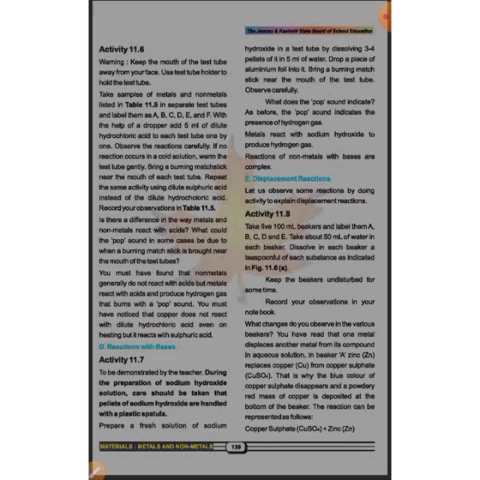 The Jammu & Kashmir State Board of School Education
Activity 11.6
Warning : Keep the mouth of the test tube
away from your face. Use test tube holder to
hold the test tube.
Take samples of metals and nonmetals
listed in Table 11.5 in separate test tubes
and label them as A, B, C, D, E, and F. With
the help of a dropper add 5 ml of dilute
hydrochloric acid to each test tube one by
one. Observe the reactions carefully. If no
reaction occurs in a cold solution, warm the
test tube gently. Bring a burning matchstick
near the mouth of each test tube. Repeat
the same activity using dilute sulphuric acid
instead of the dilute hydrocholoric acid.
Record your observations in Table 11.5.
Is there a difference in the way metals and
non-metals react with acids? What could
the 'pop' sound in some cases be due to
when a burning match stick is brought near
the mouth of the test tubes?
You must have found that nonmetals
generally do not react with acids but metals
react with acids and produce hydrogen gas
that burns with a 'pop' sound. You must
have noticed that copper does not react
with dilute hydrochloric acid even on
heating but it reacts with sulphuric acid.
D. Reactions with Bases
Activity 11.7
To be demonstrated by the teacher. During
the preparation of sodium hydroxide
solution, care should be taken that
pellets of sodium hydroxide are handled
with a plastic spatula.
Prepare a fresh solution of sodium
hydroxide in a test tube by dissolving 3-4
pellets of it in 5 ml of water. Drop a piece of
aluminium foil into it. Bring a burning match
stick near the mouth of the test tube.
Observe carefully.
What does the 'pop' sound indicate?
As before, the 'pop' sound indicates the
presence of hydrogen gas.
Metals react with sodium hydroxide to
produce hydrogen gas.
Reactions of non-metals with bases are
complex.
E. Displacement Reactions
Let us observe some reactions by doing
activity to explain displacement reactions.
Activity 11.8
Take five 100 mL beakers and label them A,
B, C, D and E. Take about 50 mL of water in
each beaker. Dissolve in each beaker a
teaspoonful of each substance as indicated
in Fig. 11.6 (a).
Keep the beakers undisturbed for
some time.
Record your observations in your
note book.
What changes do you observe in the various
beakers? You have read that one metal
displaces another metal from its compound
in aqueous solution. In beaker 'A' zinc (Zn)
replaces copper (Cu) from copper sulphate
(CuSO₄). That is why the blue colour of
copper sulphate disappears and a powdery
red mass of copper is deposited at the
bottom of the beaker. The reaction can be
represented as follows:
Copper Sulphate (CuSO₄) + Zinc (Zn)
MATERIALS : METALS AND NON-METALS 139